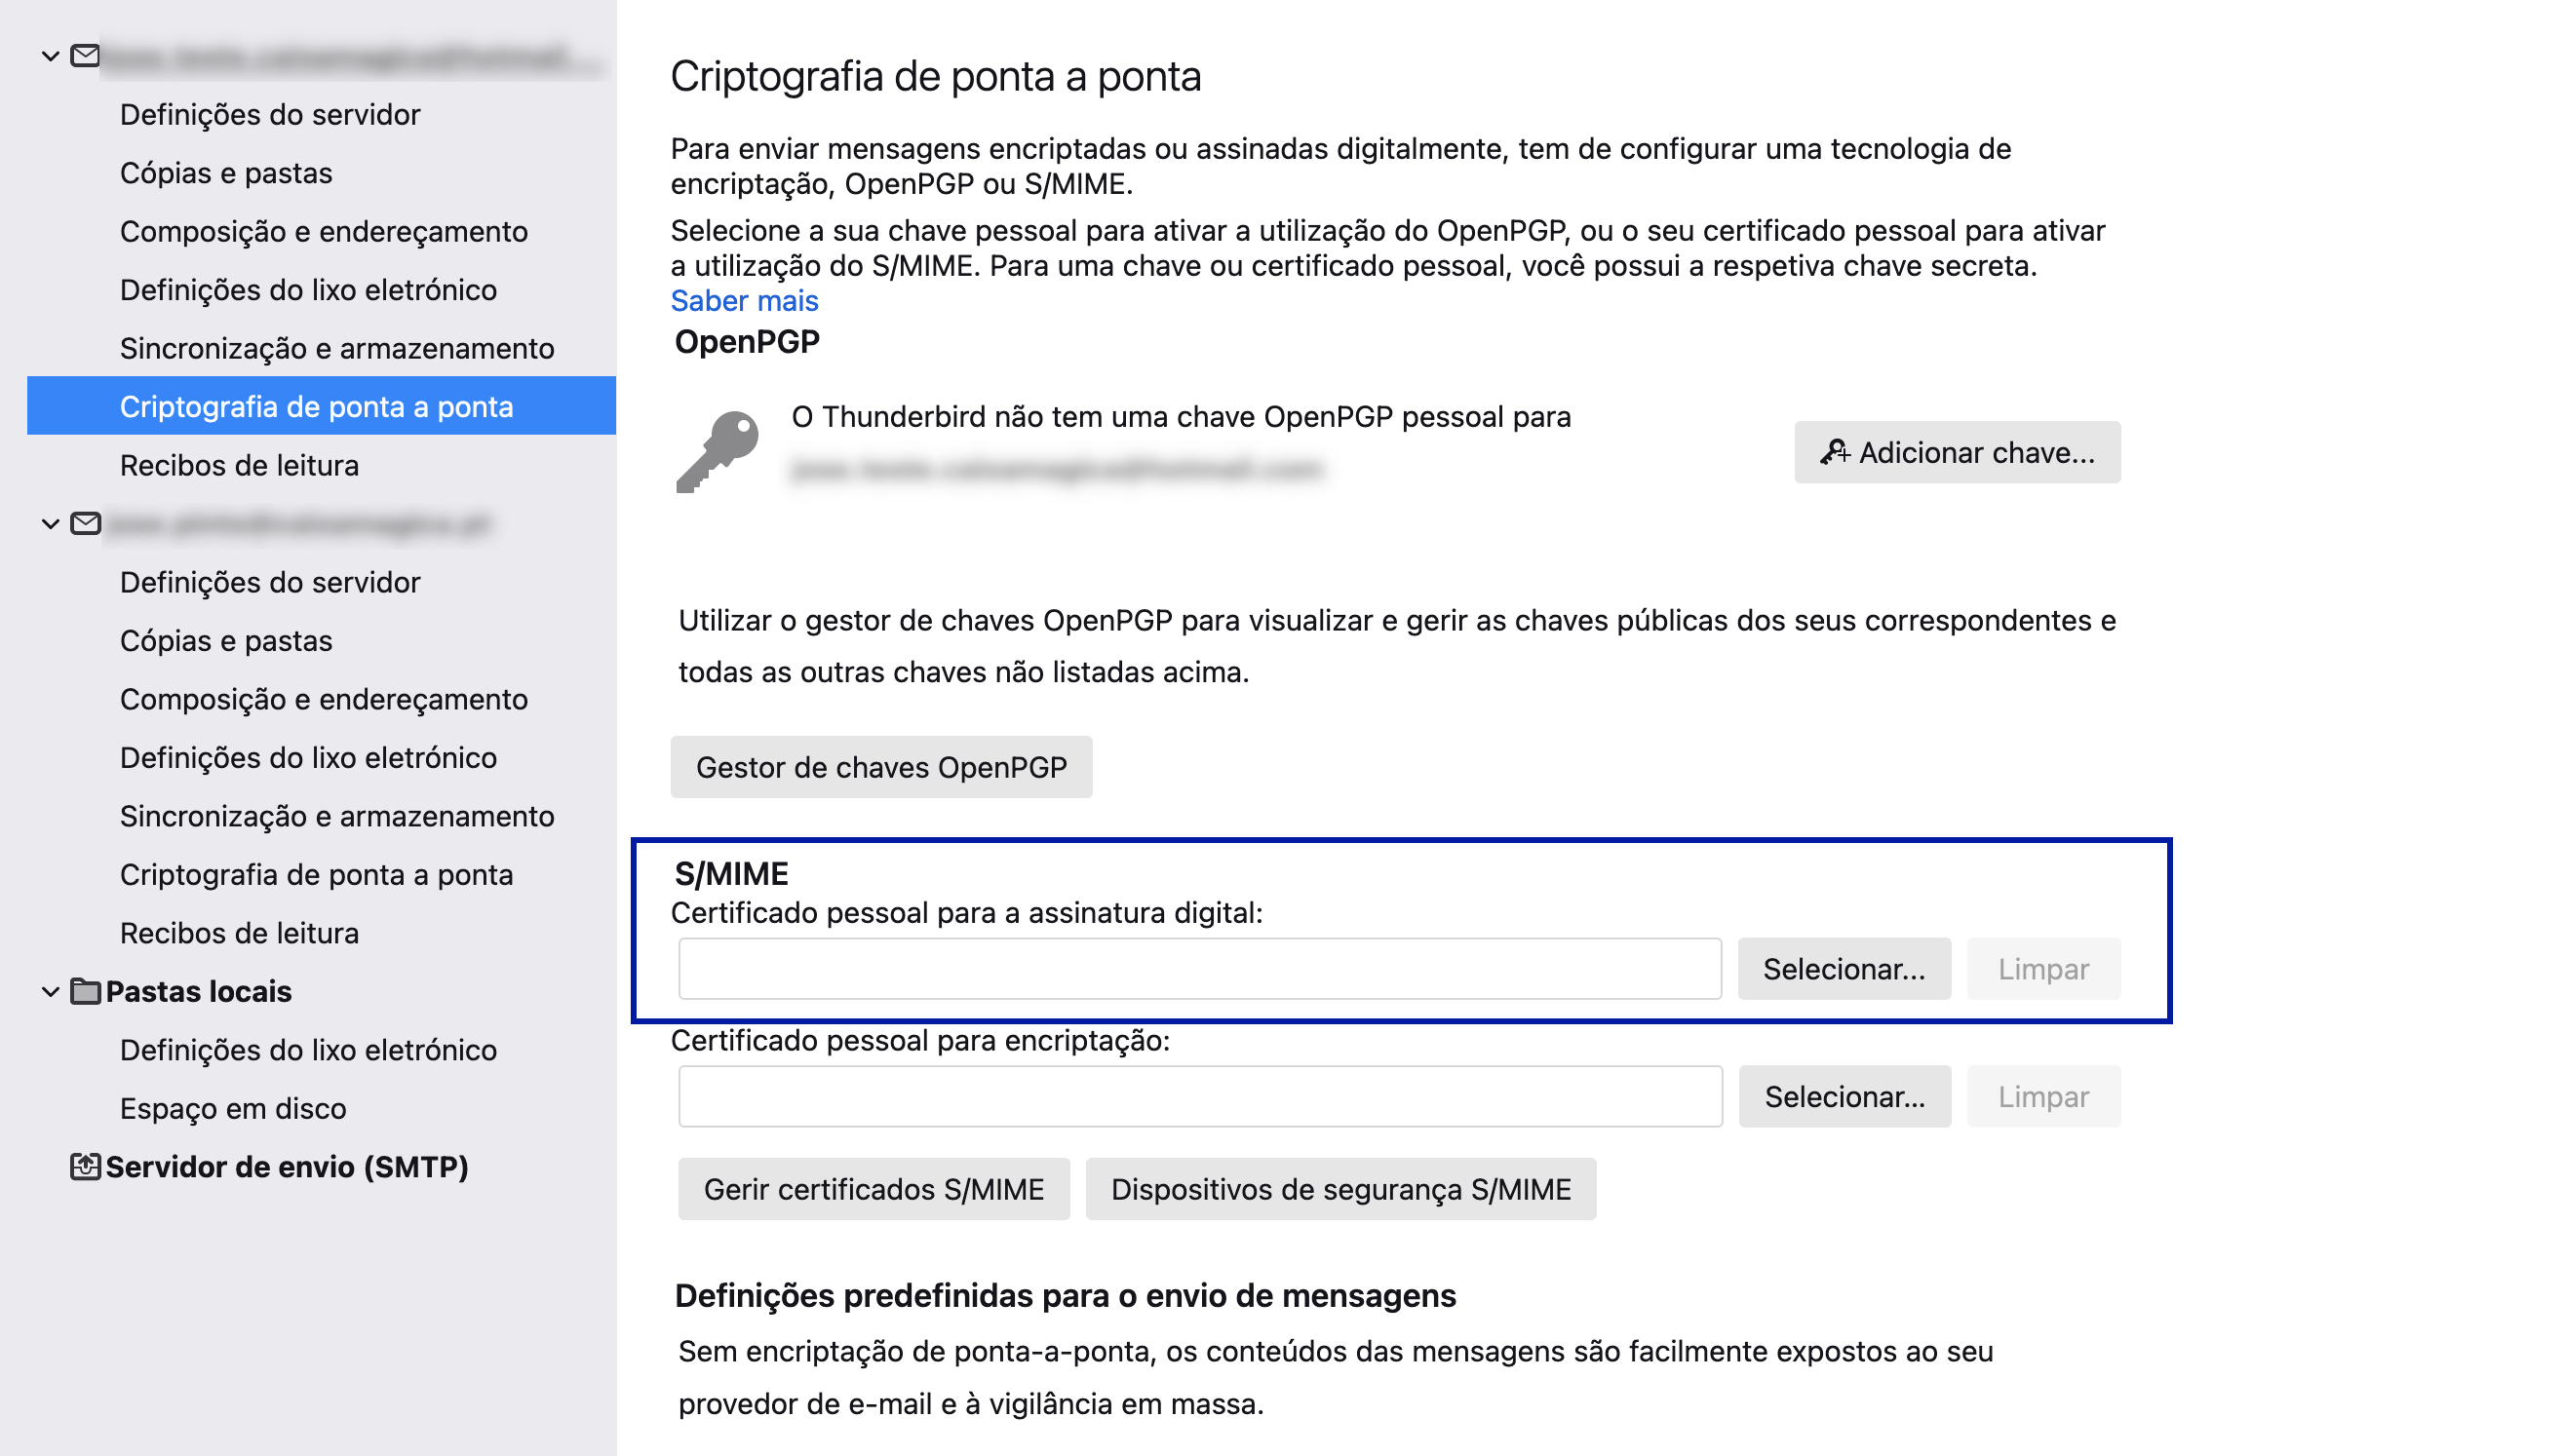 Definições do servidor
Cópias e pastas
Composição e endereçamento
Definições do lixo eletrónico
Sincronização e armazenamento
Criptografia de ponta a ponta
Recibos de leitura
Definições do servidor
Cópias e pastas
Composição e endereçamento
Definições do lixo eletrónico
Sincronização e armazenamento
Criptografia de ponta a ponta
Recibos de leitura
Pastas locais
Definições do lixo eletrónico
Espaço em disco
Servidor de envio (SMTP)
Criptografia de ponta a ponta
Para enviar mensagens encriptadas ou assinadas digitalmente, tem de configurar uma tecnologia de
encriptação, OpenPGP ou S/MIME.
Selecione a sua chave pessoal para ativar a utilização do OpenPGP, ou o seu certificado pessoal para ativar
a utilização do S/MIME. Para uma chave ou certificado pessoal, você possui a respetiva chave secreta.
Saber mais
OpenPGP
O Thunderbird não tem uma chave OpenPGP pessoal para
Adicionar chave...
Utilizar o gestor de chaves OpenPGP para visualizar e gerir as chaves públicas dos seus correspondentes e
todas as outras chaves não listadas acima.
Gestor de chaves OpenPGP
S/MIME
Certificado pessoal para a assinatura digital:
Selecionar... Limpar
Certificado pessoal para encriptação:
Selecionar... Limpar
Gerir certificados S/MIME Dispositivos de segurança S/MIME
Definições predefinidas para o envio de mensagens
Sem encriptação de ponta-a-ponta, os conteúdos das mensagens são facilmente expostos ao seu
provedor de e-mail e à vigilância em massa.